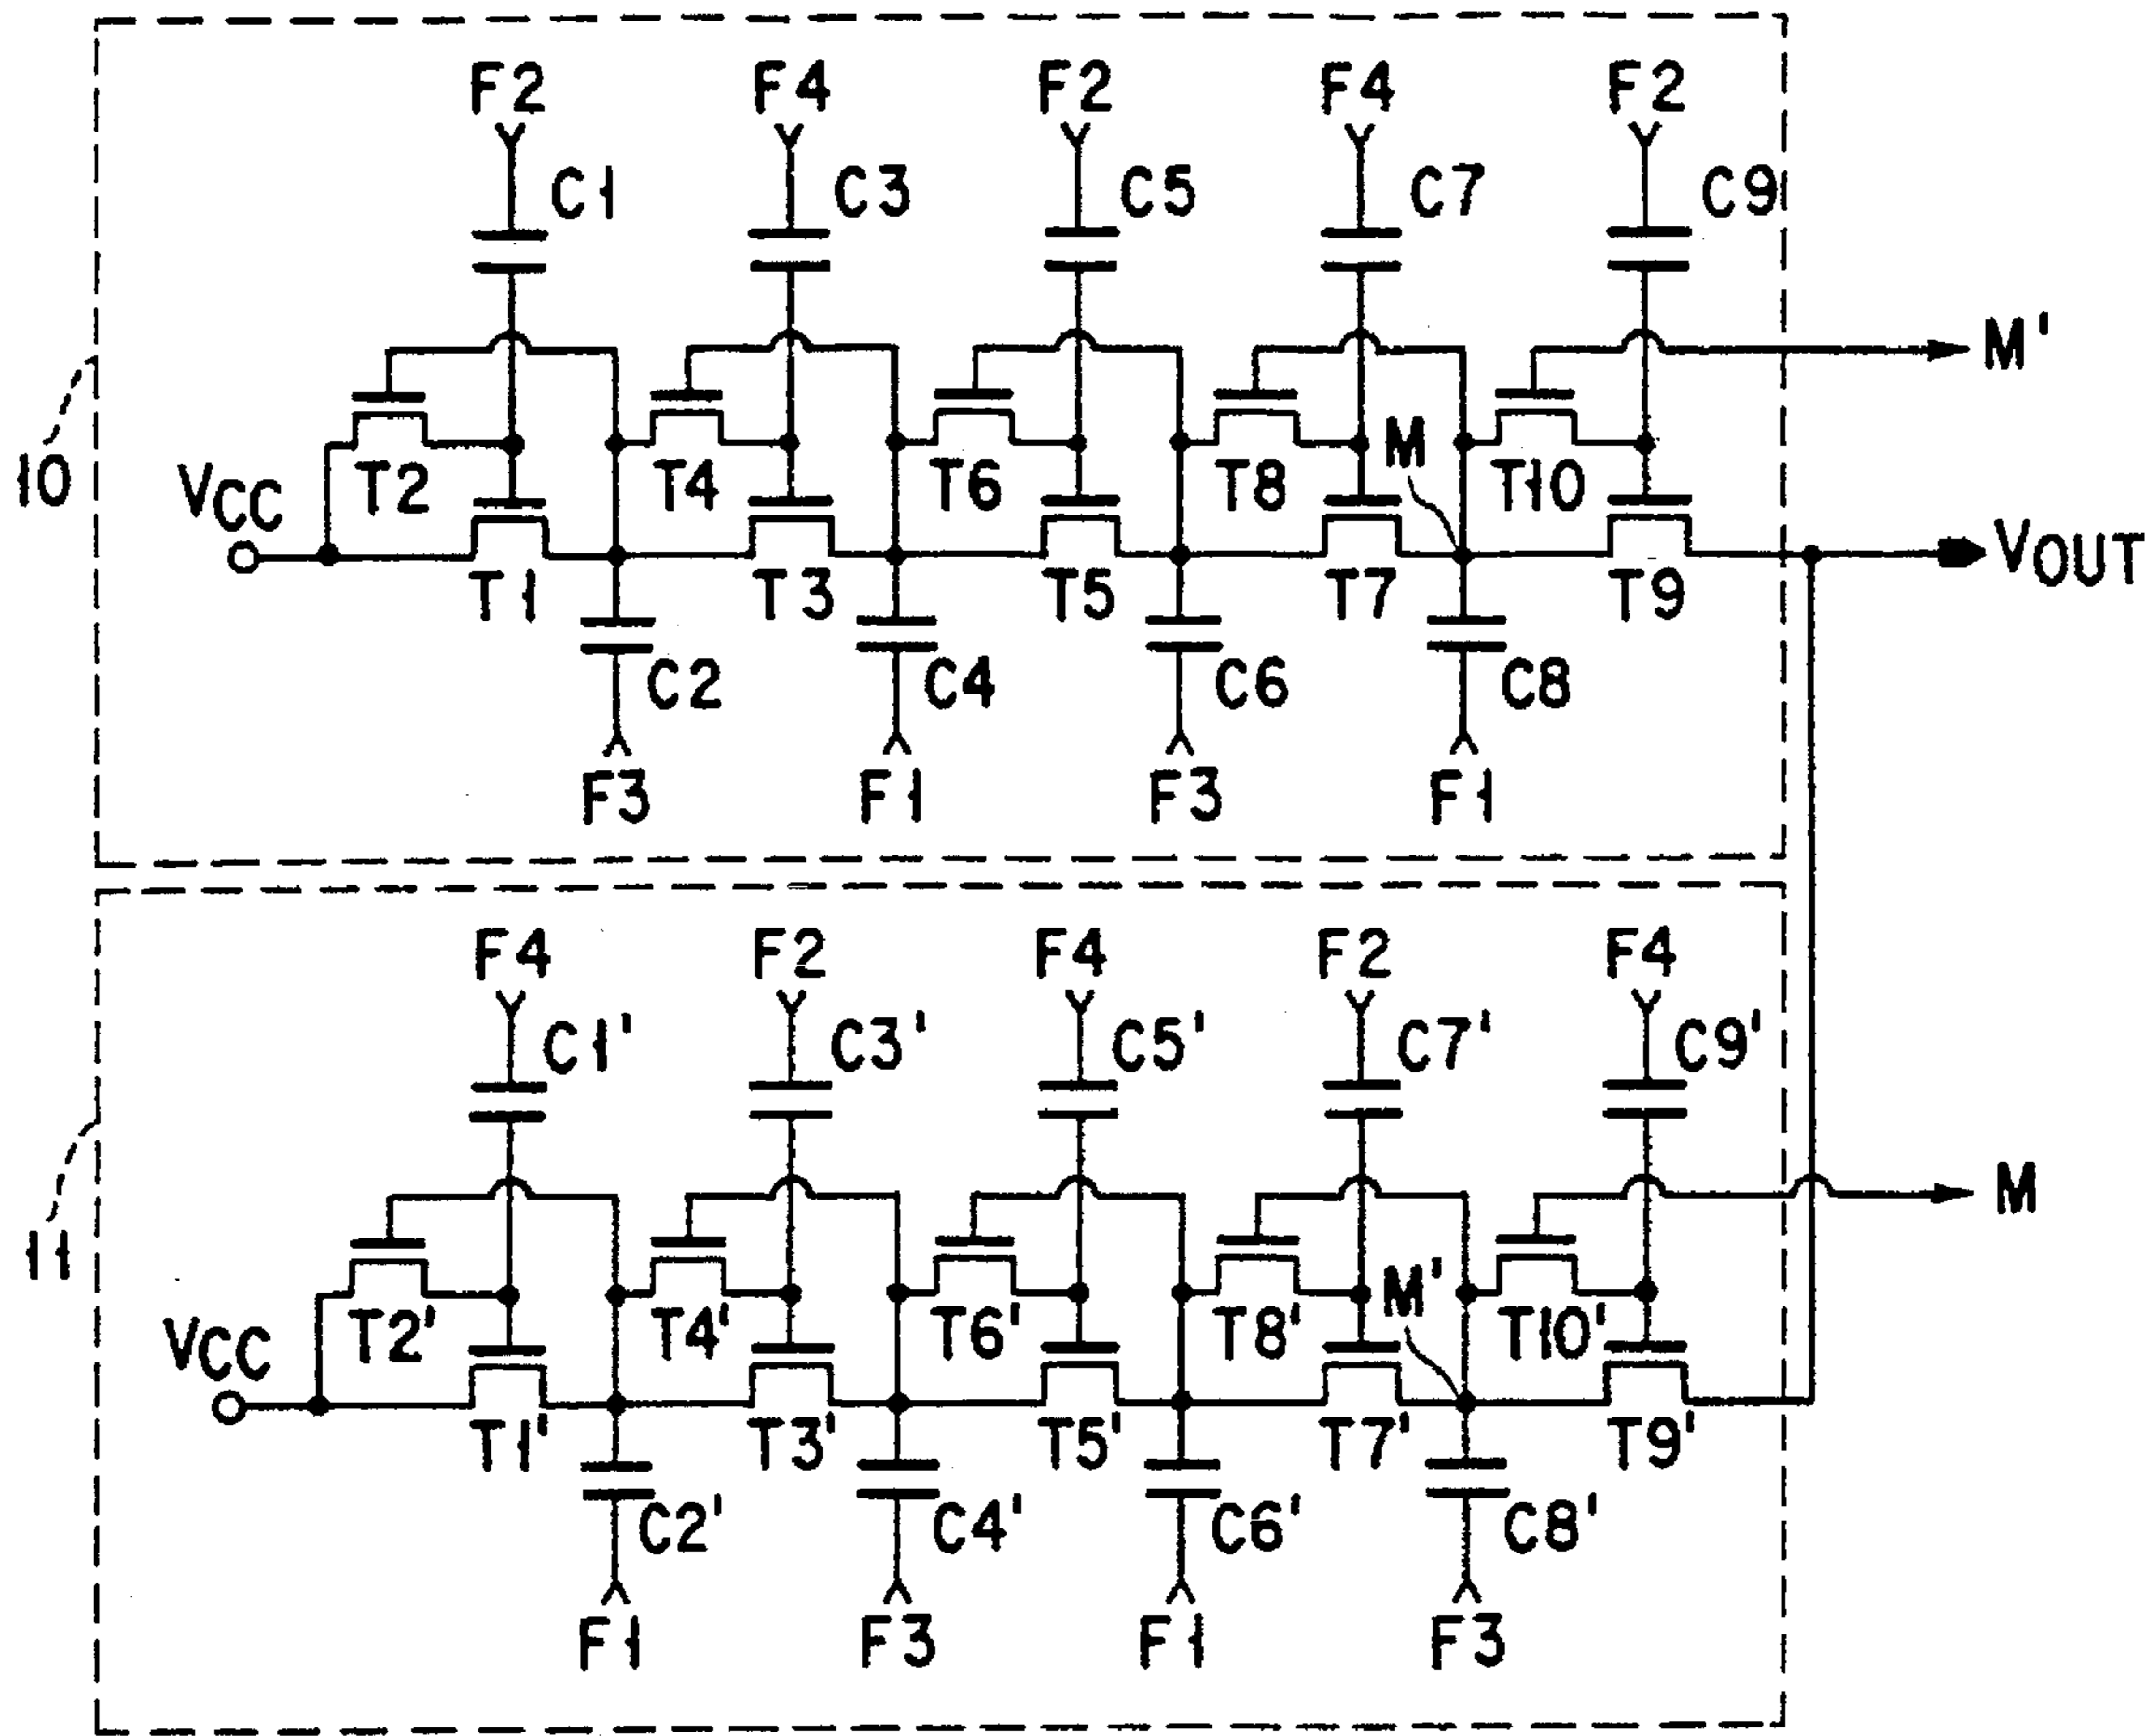 F2 F4 F2 F4 F2
C1 C3 C5 C7 C9
M'
10
VCC T2 T4 T6 T8 M T10
T1 T3 T5 T7 T9 VOUT
C2 C4 C6 C8
F3 F1 F3 F1
F4 F2 F4 F2 F4
C1' C3' C5' C7' C9'
M
11
VCC T2' T4' T6' T8' M' T10'
T1' T3' T5' T7' T9'
C2' C4' C6' C8'
F1 F3 F1 F3